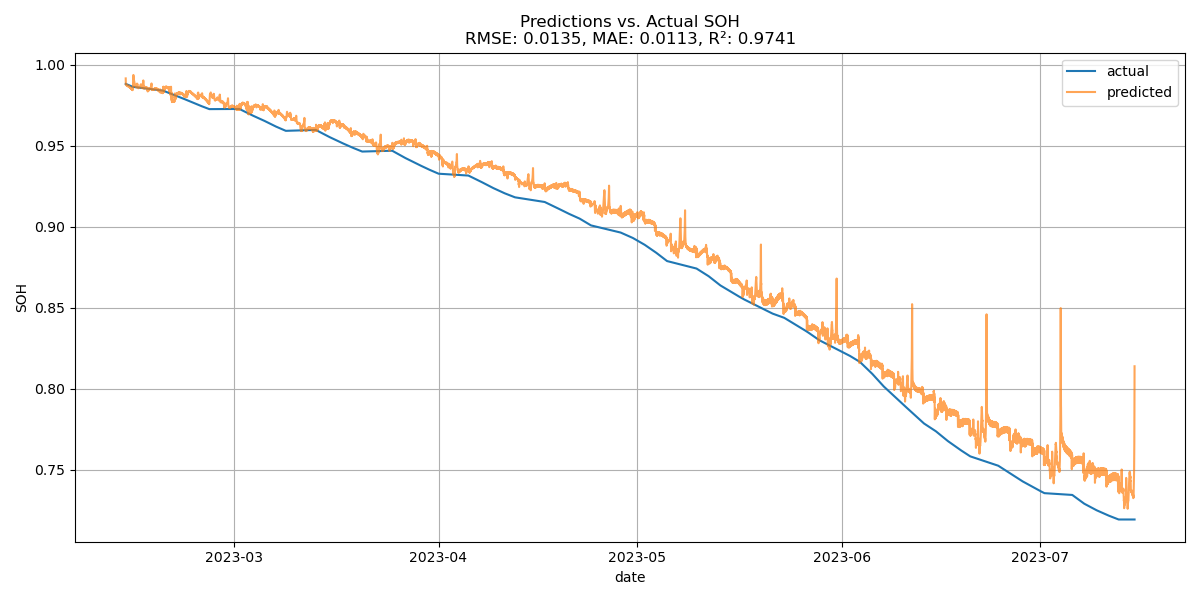 Predictions vs. Actual SOH
RMSE: 0.0135, MAE: 0.0113, R²: 0.9741
actual
predicted
1.00
0.95
0.90
0.85
0.80
0.75
SOH
2023-03
2023-04
2023-05
2023-06
2023-07
date